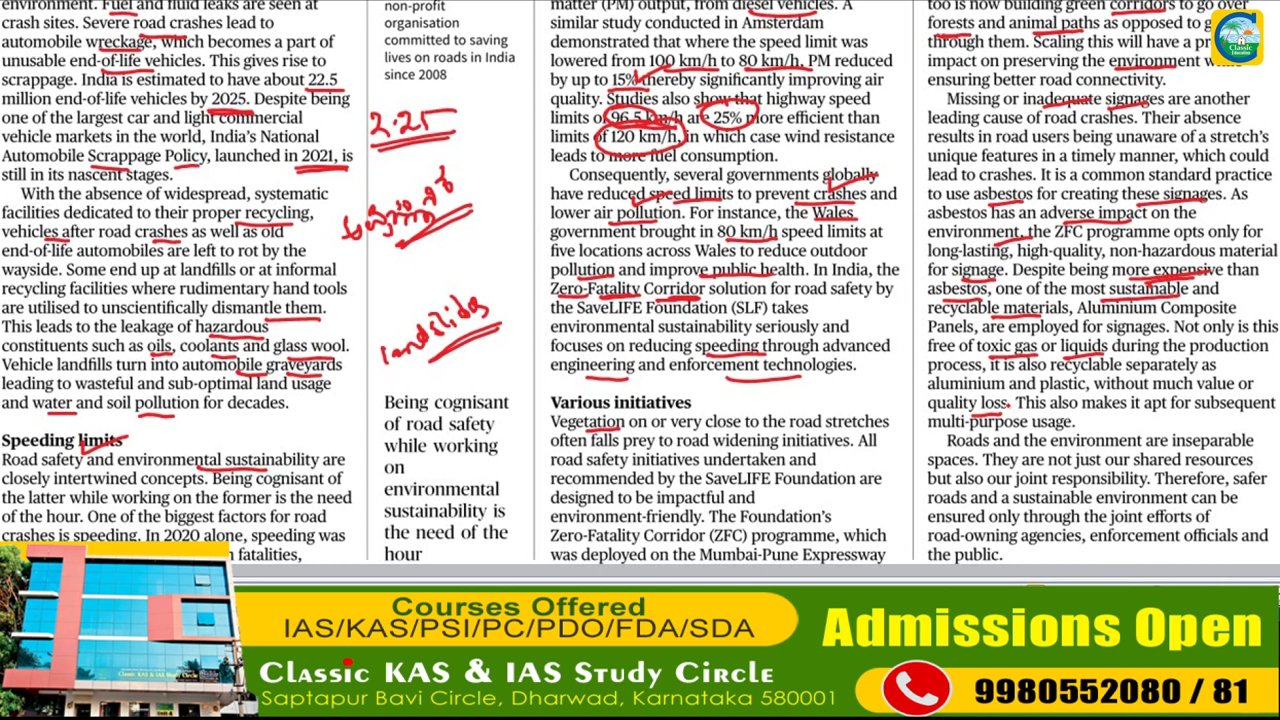 environment. Fuel and fluid leaks are seen at
crash sites. Severe road crashes lead to
automobile wreckage, which becomes a part of
unusable end-of-life vehicles. This gives rise to
scrappage. India is estimated to have about 22.5
million end-of-life vehicles by 2025. Despite being
one of the largest car and light commercial
vehicle markets in the world, India's National
Automobile Scrappage Policy, launched in 2021, is
still in its nascent stages.
With the absence of widespread, systematic
facilities dedicated to their proper recycling,
vehicles after road crashes as well as old
end-of-life automobiles are left to rot by the
wayside. Some end up at landfills or at informal
recycling facilities where rudimentary hand tools
are utilised to unscientifically dismantle them.
This leads to the leakage of hazardous
constituents such as oils, coolants and glass wool.
Vehicle landfills turn into automobile graveyards
leading to wasteful and sub-optimal land usage
and water and soil pollution for decades.
Speeding limits
Road safety and environmental sustainability are
closely intertwined concepts. Being cognisant of
the latter while working on the former is the need
of the hour. One of the biggest factors for road
crashes is speeding. In 2020 alone, speeding was
fatalities,
non-profit
organisation
committed to saving
lives on roads in India
since 2008
2.25
landslides
Being cognisant
of road safety
while working
on
environmental
sustainability is
the need of the
hour
matter (PM) output, from diesel vehicles. A
similar study conducted in Amsterdam
demonstrated that where the speed limit was
lowered from 100 km/h to 80 km/h, PM reduced
by up to 15% thereby significantly improving air
quality. Studies also show that highway speed
limits of 96.5 km/h are 25% more efficient than
limits of 120 km/h, in which case wind resistance
leads to more fuel consumption.
Consequently, several governments globally
have reduced speed limits to prevent crashes and
lower air pollution. For instance, the Wales
government brought in 80 km/h speed limits at
five locations across Wales to reduce outdoor
pollution and improve public health. In India, the
Zero-Fatality Corridor solution for road safety by
the SaveLIFE Foundation (SLF) takes
environmental sustainability seriously and
focuses on reducing speeding through advanced
engineering and enforcement technologies.
Various initiatives
Vegetation on or very close to the road stretches
often falls prey to road widening initiatives. All
road safety initiatives undertaken and
recommended by the SaveLIFE Foundation are
designed to be impactful and
environment-friendly. The Foundation's
Zero-Fatality Corridor (ZFC) programme, which
was deployed on the Mumbai-Pune Expressway
too is now building green corridors to go over
forests and animal paths as opposed to
through them. Scaling this will have a
impact on preserving the environment while
ensuring better road connectivity.
Missing or inadequate signages are another
leading cause of road crashes. Their absence
results in road users being unaware of a stretch's
unique features in a timely manner, which could
lead to crashes. It is a common standard practice
to use asbestos for creating these signages. As
asbestos has an adverse impact on the
environment, the ZFC programme opts only for
long-lasting, high-quality, non-hazardous material
for signage. Despite being more expensive than
asbestos, one of the most sustainable and
recyclable materials, Aluminium Composite
Panels, are employed for signages. Not only is this
free of toxic gas or liquids during the production
process, it is also recyclable separately as
aluminium and plastic, without much value or
quality loss. This also makes it apt for subsequent
multi-purpose usage.
Roads and the environment are inseparable
spaces. They are not just our shared resources
but also our joint responsibility. Therefore, safer
roads and a sustainable environment can be
ensured only through the joint efforts of
road-owning agencies, enforcement officials and
the public.
Classic
Education
Courses Offered
IAS/KAS/PSI/PC/PDO/FDA/SDA
Classic KAS & IAS Study Circle
Saptapur Bavi Circle, Dharwad, Karnataka 580001
Admissions Open
9980552080 / 81